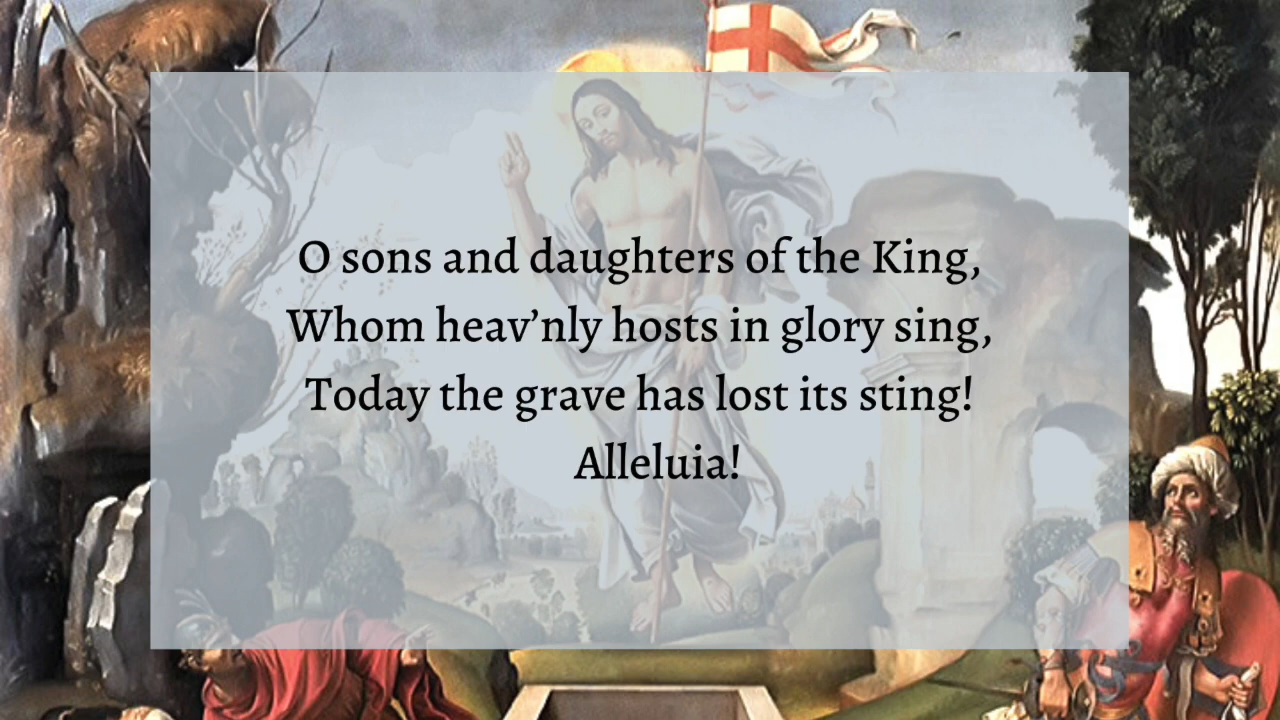 O sons and daughters of the King,
Whom heav’nly hosts in glory sing,
Today the grave has lost its sting!
Alleluia!